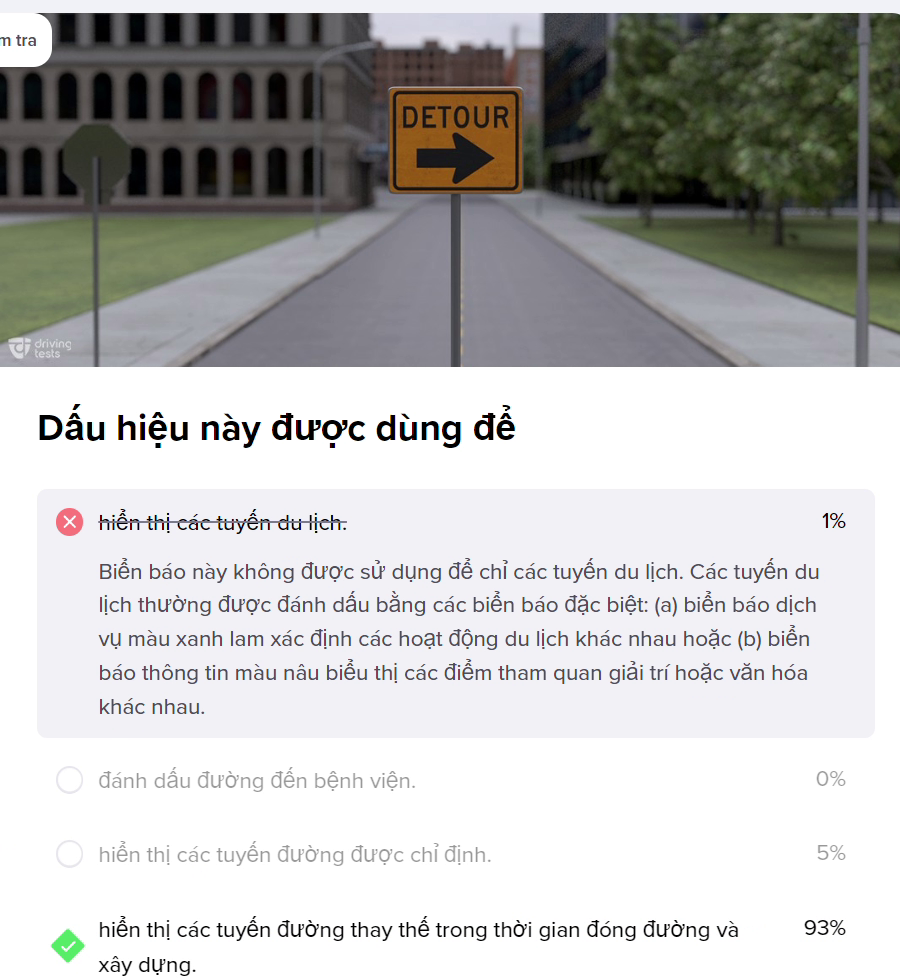 m tra
DETOUR
driving
tests
Dấu hiệu này được dùng để
hiển thị các tuyến du lịch. 1%
Biển báo này không được sử dụng để chỉ các tuyến du lịch. Các tuyến du
lịch thường được đánh dấu bằng các biển báo đặc biệt: (a) biển báo dịch
vụ màu xanh lam xác định các hoạt động du lịch khác nhau hoặc (b) biển
báo thông tin màu nâu biểu thị các điểm tham quan giải trí hoặc văn hóa
khác nhau.
đánh dấu đường đến bệnh viện. 0%
hiển thị các tuyến đường được chỉ định. 5%
hiển thị các tuyến đường thay thế trong thời gian đóng đường và 93%
xây dựng.